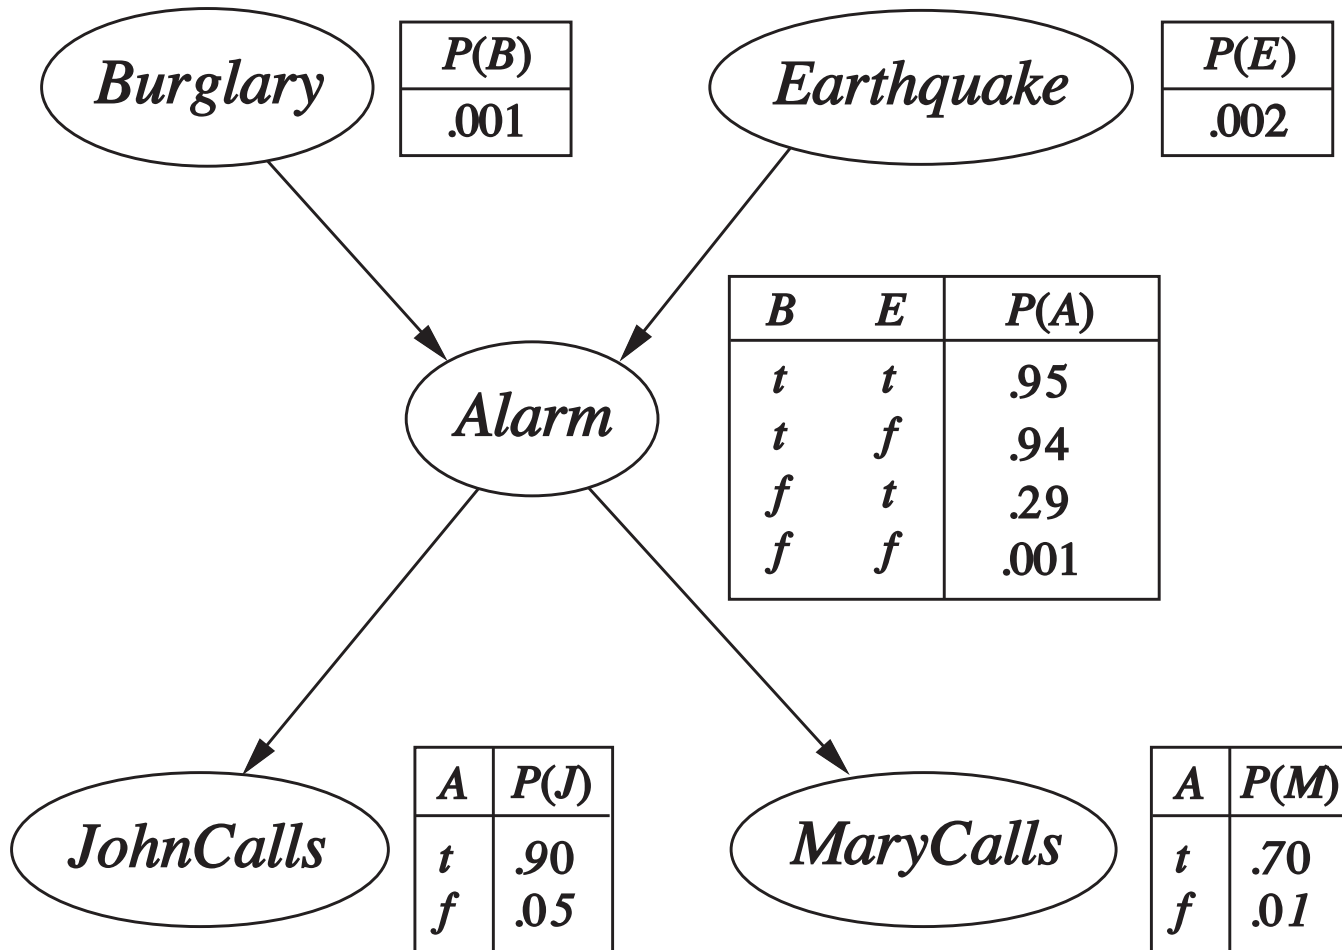 Burglary
P(B)
.001
Earthquake
P(E)
.002
Alarm
B E P(A)
t t .95
t f .94
f t .29
f f .001
JohnCalls
A P(J)
t .90
f .05
MaryCalls
A P(M)
t .70
f .01